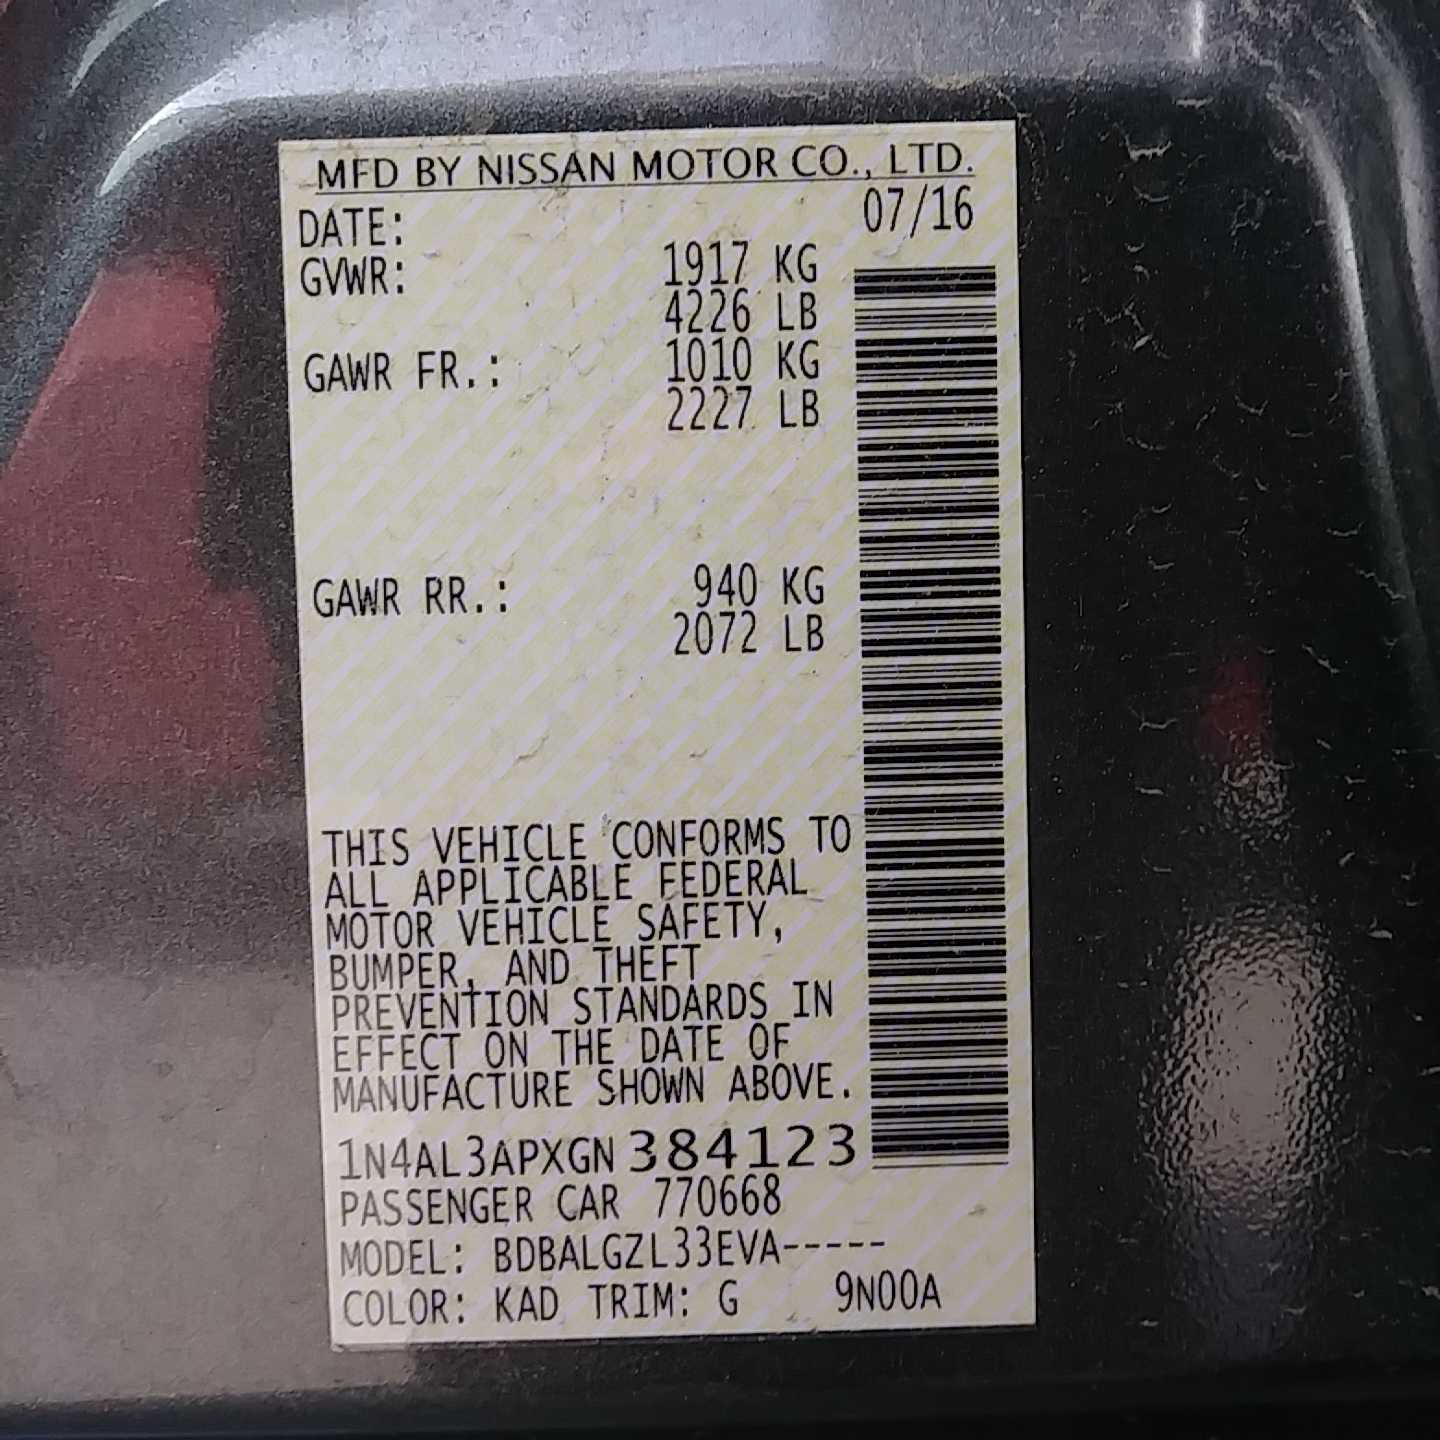 MFD BY NISSAN MOTOR CO., LTD.
DATE: 07/16
GVWR: 1917 KG
4226 LB
GAWR FR.: 1010 KG
2227 LB
GAWR RR.: 940 KG
2072 LB
THIS VEHICLE CONFORMS TO
ALL APPLICABLE FEDERAL
MOTOR VEHICLE SAFETY,
BUMPER, AND THEFT
PREVENTION STANDARDS IN
EFFECT ON THE DATE OF
MANUFACTURE SHOWN ABOVE.
1N4AL3APXGN384123
PASSENGER CAR 770668
MODEL: BDBALGZL33EVA-----
COLOR: KAD TRIM: G 9N00A